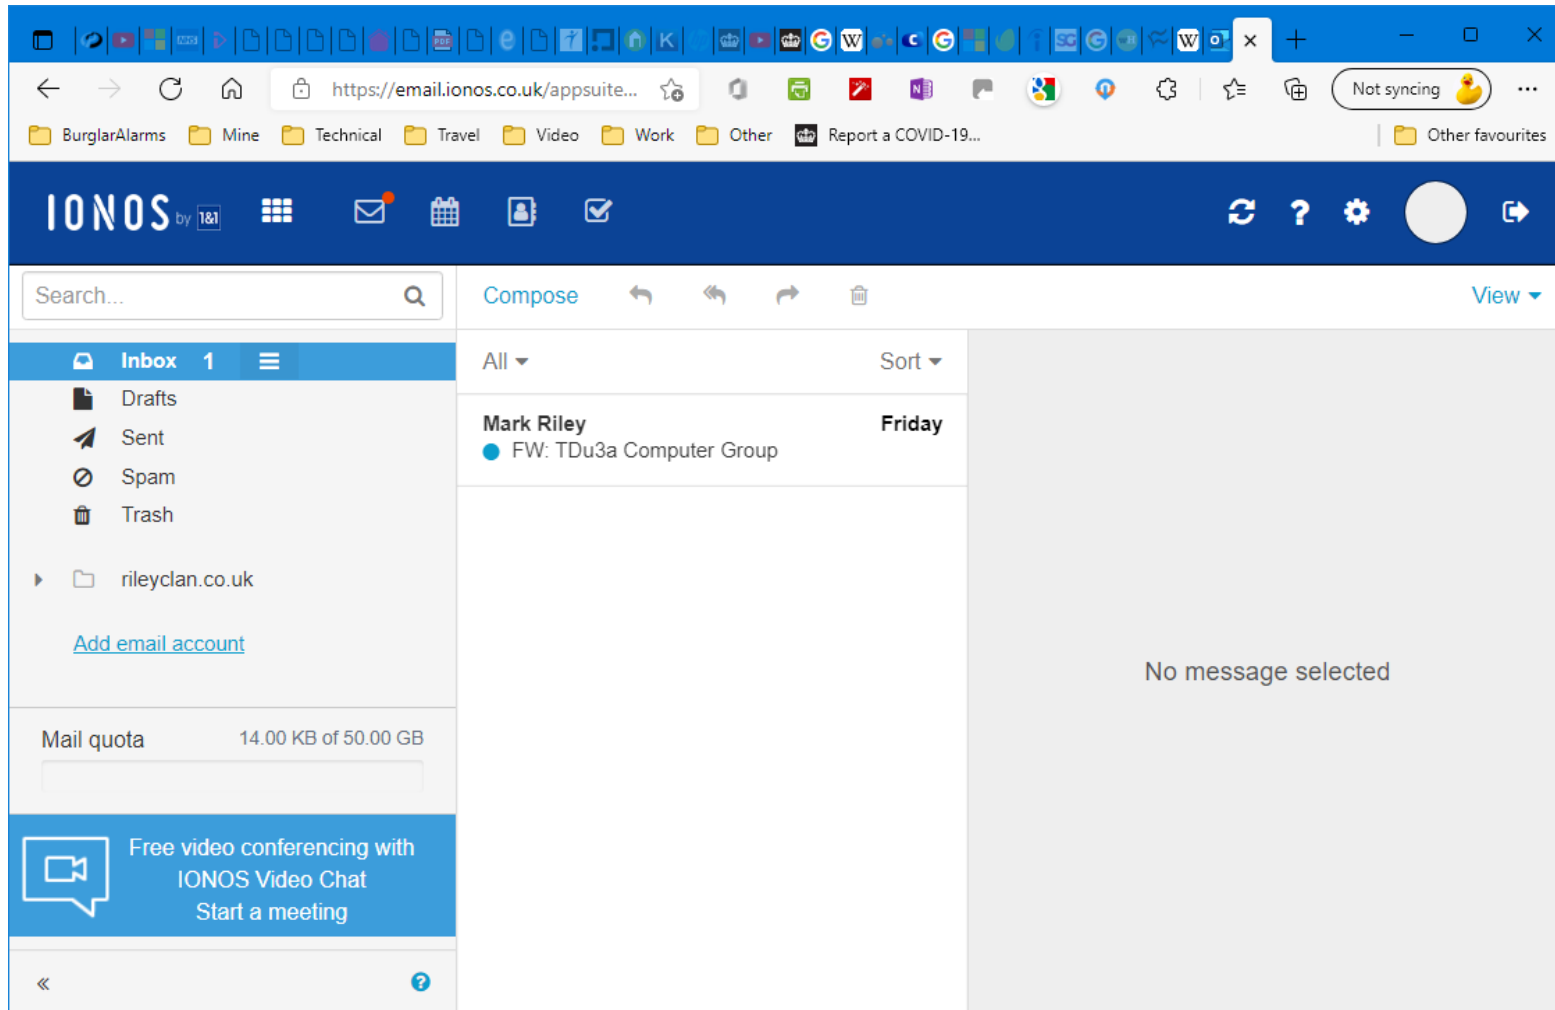 https://email.ionos.co.uk/appsuite...
Not syncing
BurglarAlarms Mine Technical Travel Video Work Other Report a COVID-19... Other favourites
IONOS by 1&1
Search...
Compose
View
Inbox 1
All
Sort
Drafts
Mark Riley
Friday
Sent
FW: TDu3a Computer Group
Spam
Trash
rileyclan.co.uk
Add email account
No message selected
Mail quota 14.00 KB of 50.00 GB
Free video conferencing with
IONOS Video Chat
Start a meeting